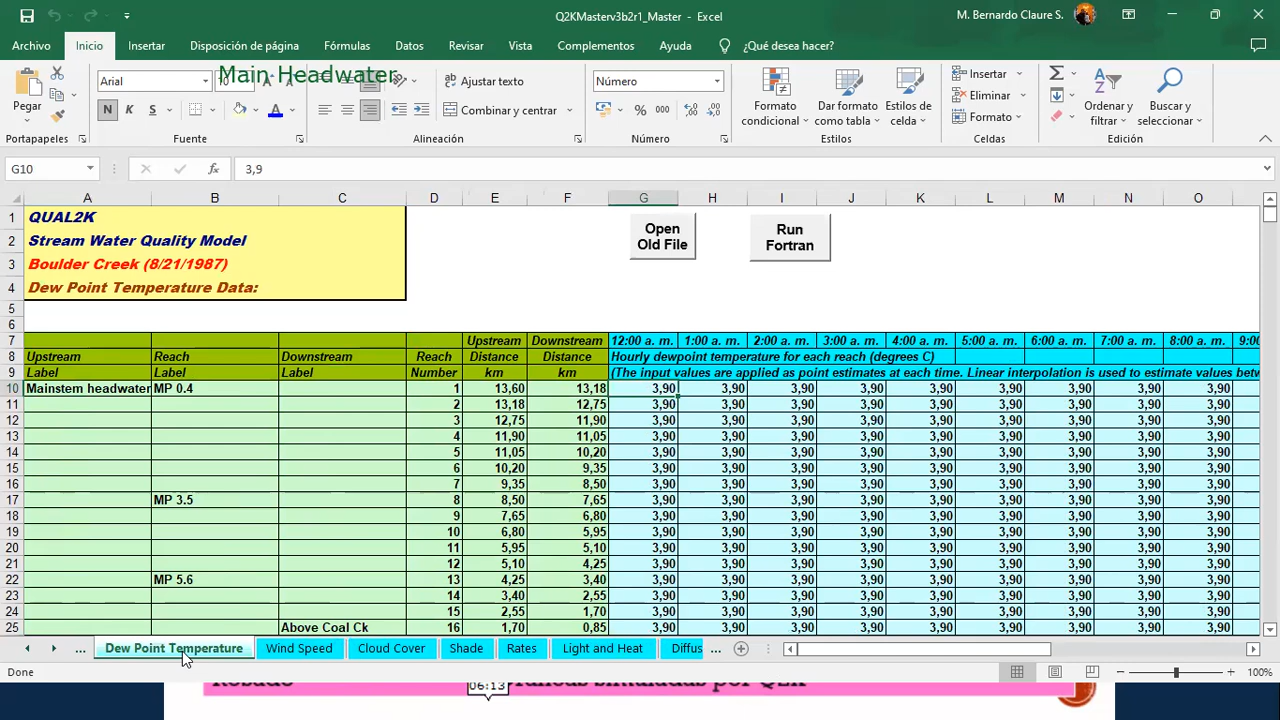 Q2KMasterv3b2r1_Master - Excel
M. Bernardo Claure S.
Archivo Inicio Insertar Disposición de página Fórmulas Datos Revisar Vista Complementos Ayuda ¿Qué desea hacer?
Main Headwater
Pegar
Arial
N K S
Ajustar texto
Combinar y centrar
Número
% 000
Formato condicional
Dar formato como tabla
Estilos de celda
Insertar
Eliminar
Formato
Ordenar y filtrar
Buscar y seleccionar
Portapapeles Fuente Alineación Número Estilos Celdas Edición
G10 fx 3,9
A B C D E F G H I J K L M N O
1 QUAL2K
2 Stream Water Quality Model
3 Boulder Creek (8/21/1987)
4 Dew Point Temperature Data:
Open Old File
Run Fortran
5
6
7 Upstream Downstream 12:00 a. m. 1:00 a. m. 2:00 a. m. 3:00 a. m. 4:00 a. m. 5:00 a. m. 6:00 a. m. 7:00 a. m. 8:00 a. m. 9:00
8 Upstream Reach Downstream Reach Distance Distance Hourly dewpoint temperature for each reach (degrees C)
9 Label Label Label Number km km (The input values are applied as point estimates at each time. Linear interpolation is used to estimate values betw
10 Mainstem headwater MP 0.4 1 13,60 13,18 3,90 3,90 3,90 3,90 3,90 3,90 3,90 3,90 3,90
11 2 13,18 12,75 3,90 3,90 3,90 3,90 3,90 3,90 3,90 3,90 3,90
12 3 12,75 11,90 3,90 3,90 3,90 3,90 3,90 3,90 3,90 3,90 3,90
13 4 11,90 11,05 3,90 3,90 3,90 3,90 3,90 3,90 3,90 3,90 3,90
14 5 11,05 10,20 3,90 3,90 3,90 3,90 3,90 3,90 3,90 3,90 3,90
15 6 10,20 9,35 3,90 3,90 3,90 3,90 3,90 3,90 3,90 3,90 3,90
16 7 9,35 8,50 3,90 3,90 3,90 3,90 3,90 3,90 3,90 3,90 3,90
17 MP 3.5 8 8,50 7,65 3,90 3,90 3,90 3,90 3,90 3,90 3,90 3,90 3,90
18 9 7,65 6,80 3,90 3,90 3,90 3,90 3,90 3,90 3,90 3,90 3,90
19 10 6,80 5,95 3,90 3,90 3,90 3,90 3,90 3,90 3,90 3,90 3,90
20 11 5,95 5,10 3,90 3,90 3,90 3,90 3,90 3,90 3,90 3,90 3,90
21 12 5,10 4,25 3,90 3,90 3,90 3,90 3,90 3,90 3,90 3,90 3,90
22 MP 5.6 13 4,25 3,40 3,90 3,90 3,90 3,90 3,90 3,90 3,90 3,90 3,90
23 14 3,40 2,55 3,90 3,90 3,90 3,90 3,90 3,90 3,90 3,90 3,90
24 15 2,55 1,70 3,90 3,90 3,90 3,90 3,90 3,90 3,90 3,90 3,90
25 Above Coal Ck 16 1,70 0,85 3,90 3,90 3,90 3,90 3,90 3,90 3,90 3,90 3,90
... Dew Point Temperature Wind Speed Cloud Cover Shade Rates Light and Heat Diffus ...
Done 100%
06:13